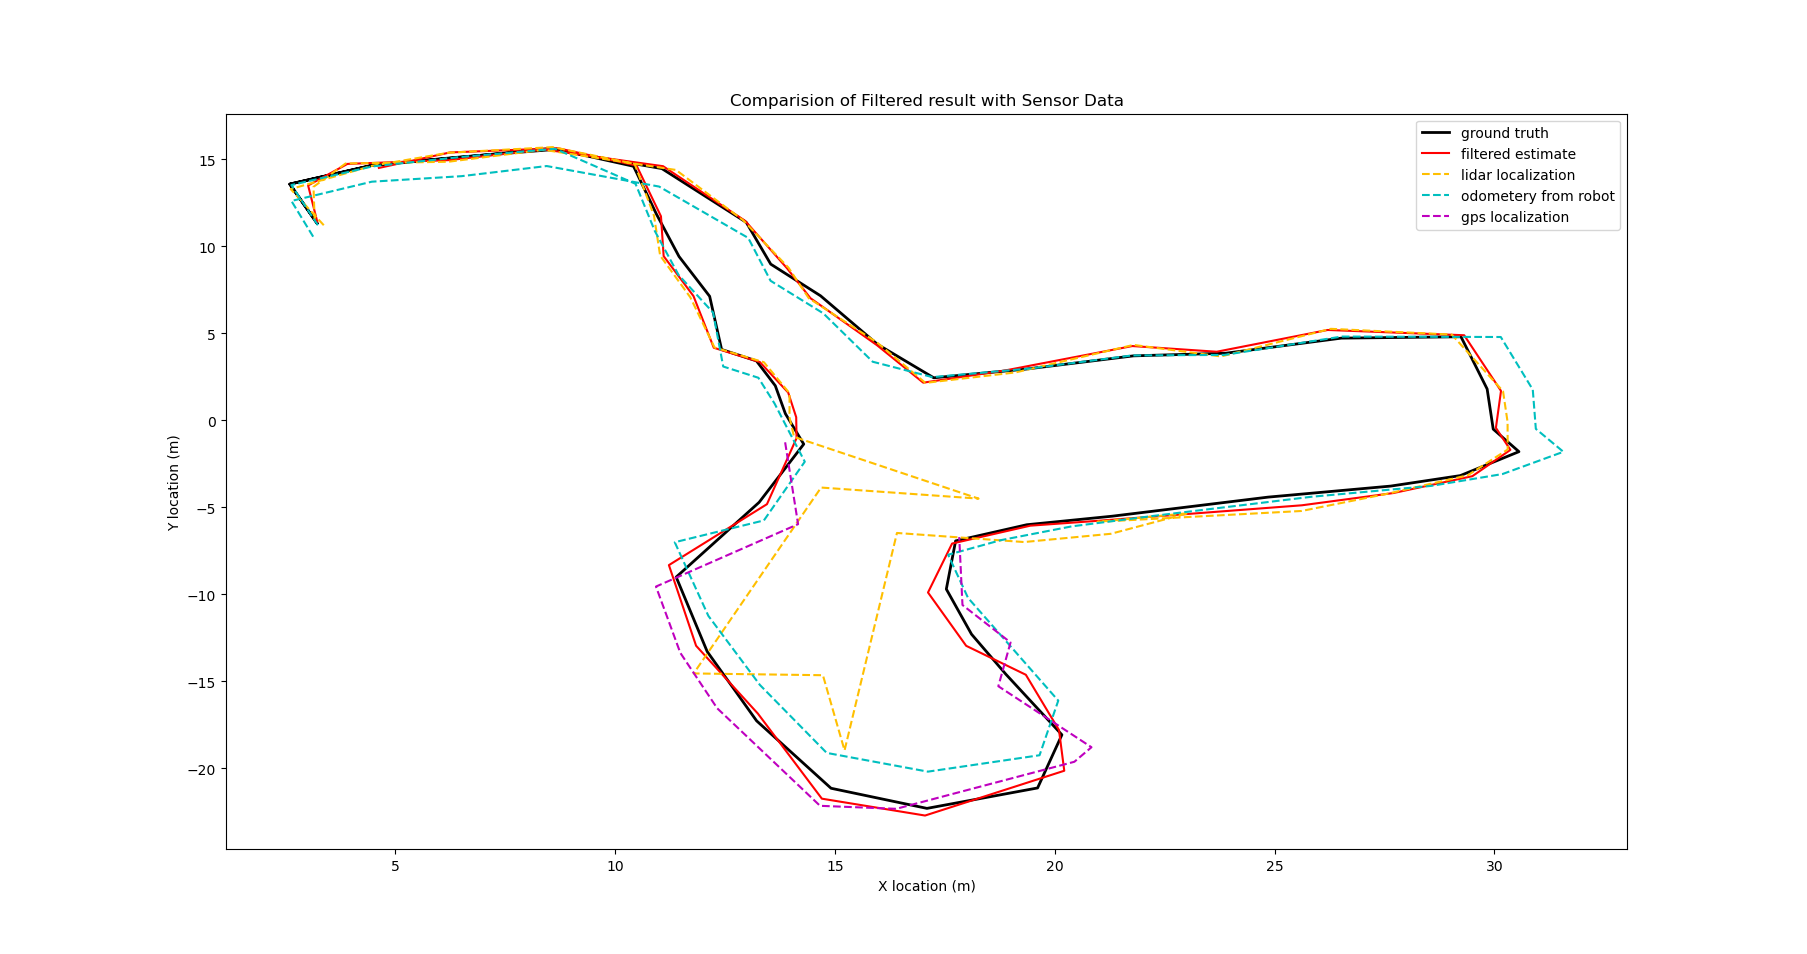 Comparision of Filtered result with Sensor Data
ground truth
filtered estimate
lidar localization
odometery from robot
gps localization
15
10
5
0
−5
−10
−15
−20
Y location (m)
5 10 15 20 25 30
X location (m)